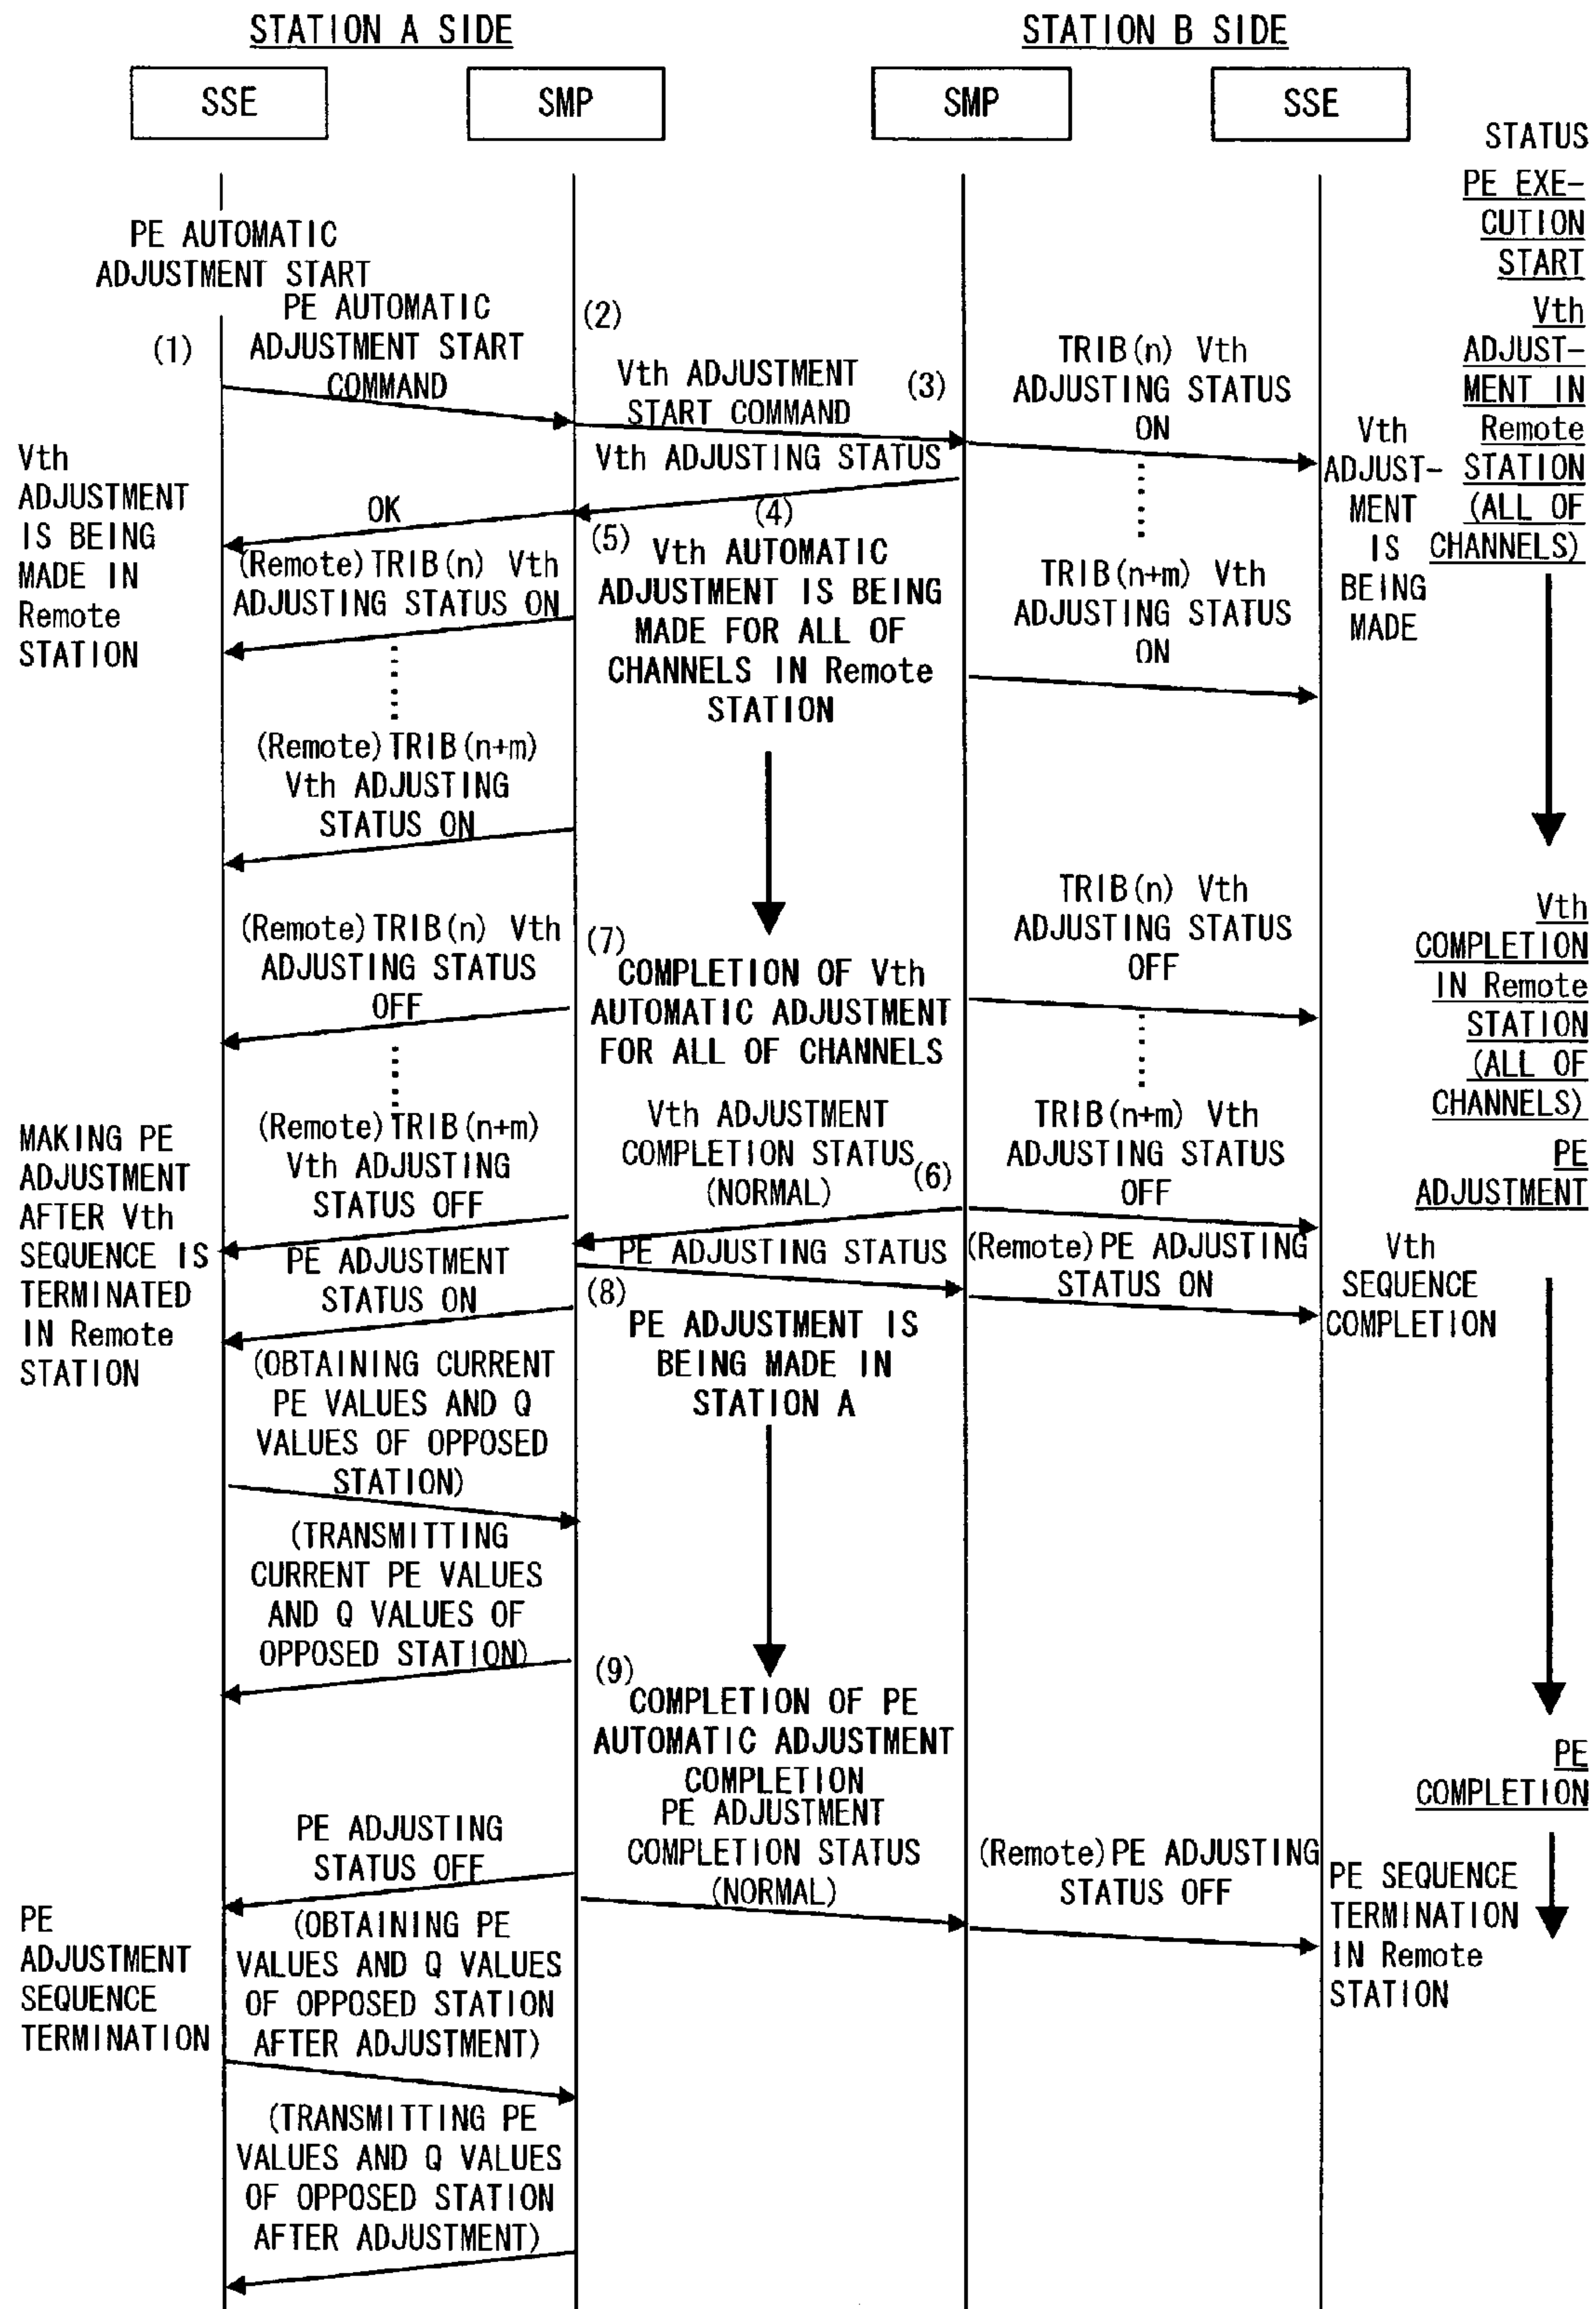 STATION A SIDE
STATION B SIDE
SSE
SMP
SMP
SSE
STATUS
PE EXE-
CUTION
START
PE AUTOMATIC
ADJUSTMENT START
(1)
PE AUTOMATIC
ADJUSTMENT START
COMMAND
(2)
Vth ADJUSTMENT
START COMMAND
(3)
TRIB(n) Vth
ADJUSTING STATUS
ON
Vth
ADJUST-
MENT IN
Remote
STATION
(ALL OF
CHANNELS)
Vth
ADJUST-
MENT
IS
BEING
MADE
Vth ADJUSTING STATUS
(4)
Vth
ADJUSTMENT
IS BEING
MADE IN
Remote
STATION
OK
(Remote)TRIB(n) Vth
ADJUSTING STATUS ON
(5)
Vth AUTOMATIC
ADJUSTMENT IS BEING
MADE FOR ALL OF
CHANNELS IN Remote
STATION
TRIB(n+m) Vth
ADJUSTING STATUS
ON
(Remote)TRIB(n+m)
Vth ADJUSTING
STATUS ON
TRIB(n) Vth
ADJUSTING STATUS
OFF
(Remote)TRIB(n) Vth
ADJUSTING STATUS
OFF
(7)
COMPLETION OF Vth
AUTOMATIC ADJUSTMENT
FOR ALL OF CHANNELS
Vth
COMPLETION
IN Remote
STATION
(ALL OF
CHANNELS)
MAKING PE
ADJUSTMENT
AFTER Vth
SEQUENCE IS
TERMINATED
IN Remote
STATION
(Remote)TRIB(n+m)
Vth ADJUSTING
STATUS OFF
Vth ADJUSTMENT
COMPLETION STATUS
(NORMAL)
(6)
TRIB(n+m) Vth
ADJUSTING STATUS
OFF
PE
ADJUSTMENT
PE ADJUSTMENT
STATUS ON
PE ADJUSTING STATUS
(Remote)PE ADJUSTING
STATUS ON
Vth
SEQUENCE
COMPLETION
(8)
PE ADJUSTMENT IS
BEING MADE IN
STATION A
(OBTAINING CURRENT
PE VALUES AND Q
VALUES OF OPPOSED
STATION)
(TRANSMITTING
CURRENT PE VALUES
AND Q VALUES OF
OPPOSED STATION)
(9)
COMPLETION OF PE
AUTOMATIC ADJUSTMENT
COMPLETION
PE
COMPLETION
PE ADJUSTING
STATUS OFF
PE ADJUSTMENT
COMPLETION STATUS
(NORMAL)
(Remote)PE ADJUSTING
STATUS OFF
PE SEQUENCE
TERMINATION
IN Remote
STATION
PE
ADJUSTMENT
SEQUENCE
TERMINATION
(OBTAINING PE
VALUES AND Q VALUES
OF OPPOSED STATION
AFTER ADJUSTMENT)
(TRANSMITTING PE
VALUES AND Q VALUES
OF OPPOSED STATION
AFTER ADJUSTMENT)